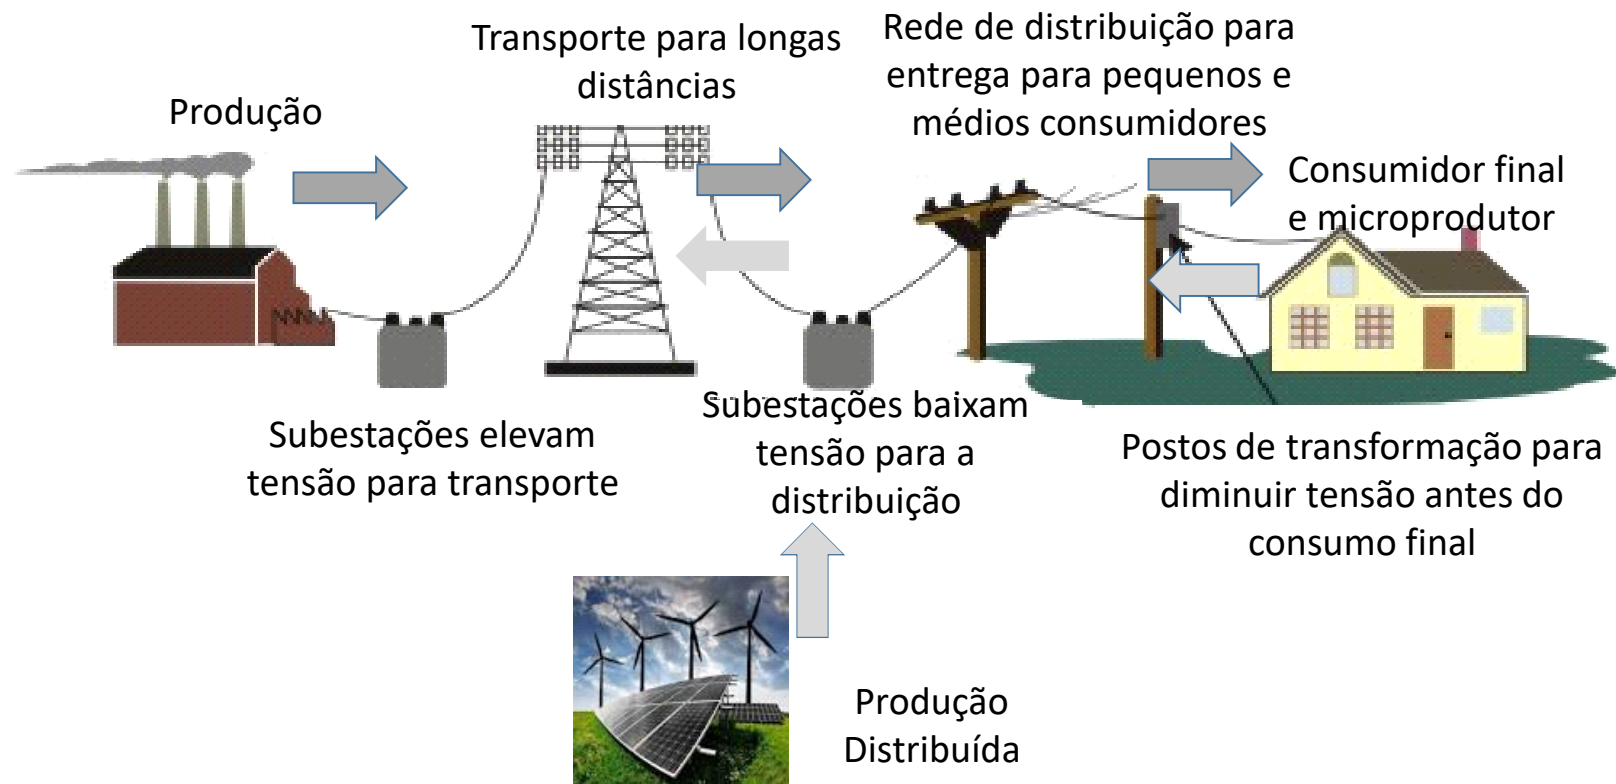 Produção
Transporte para longas
distâncias
Rede de distribuição para
entrega para pequenos e
médios consumidores
Consumidor final
e microprodutor
Subestações elevam
tensão para transporte
Subestações baixam
tensão para a
distribuição
Postos de transformação para
diminuir tensão antes do
consumo final
Produção
Distribuída